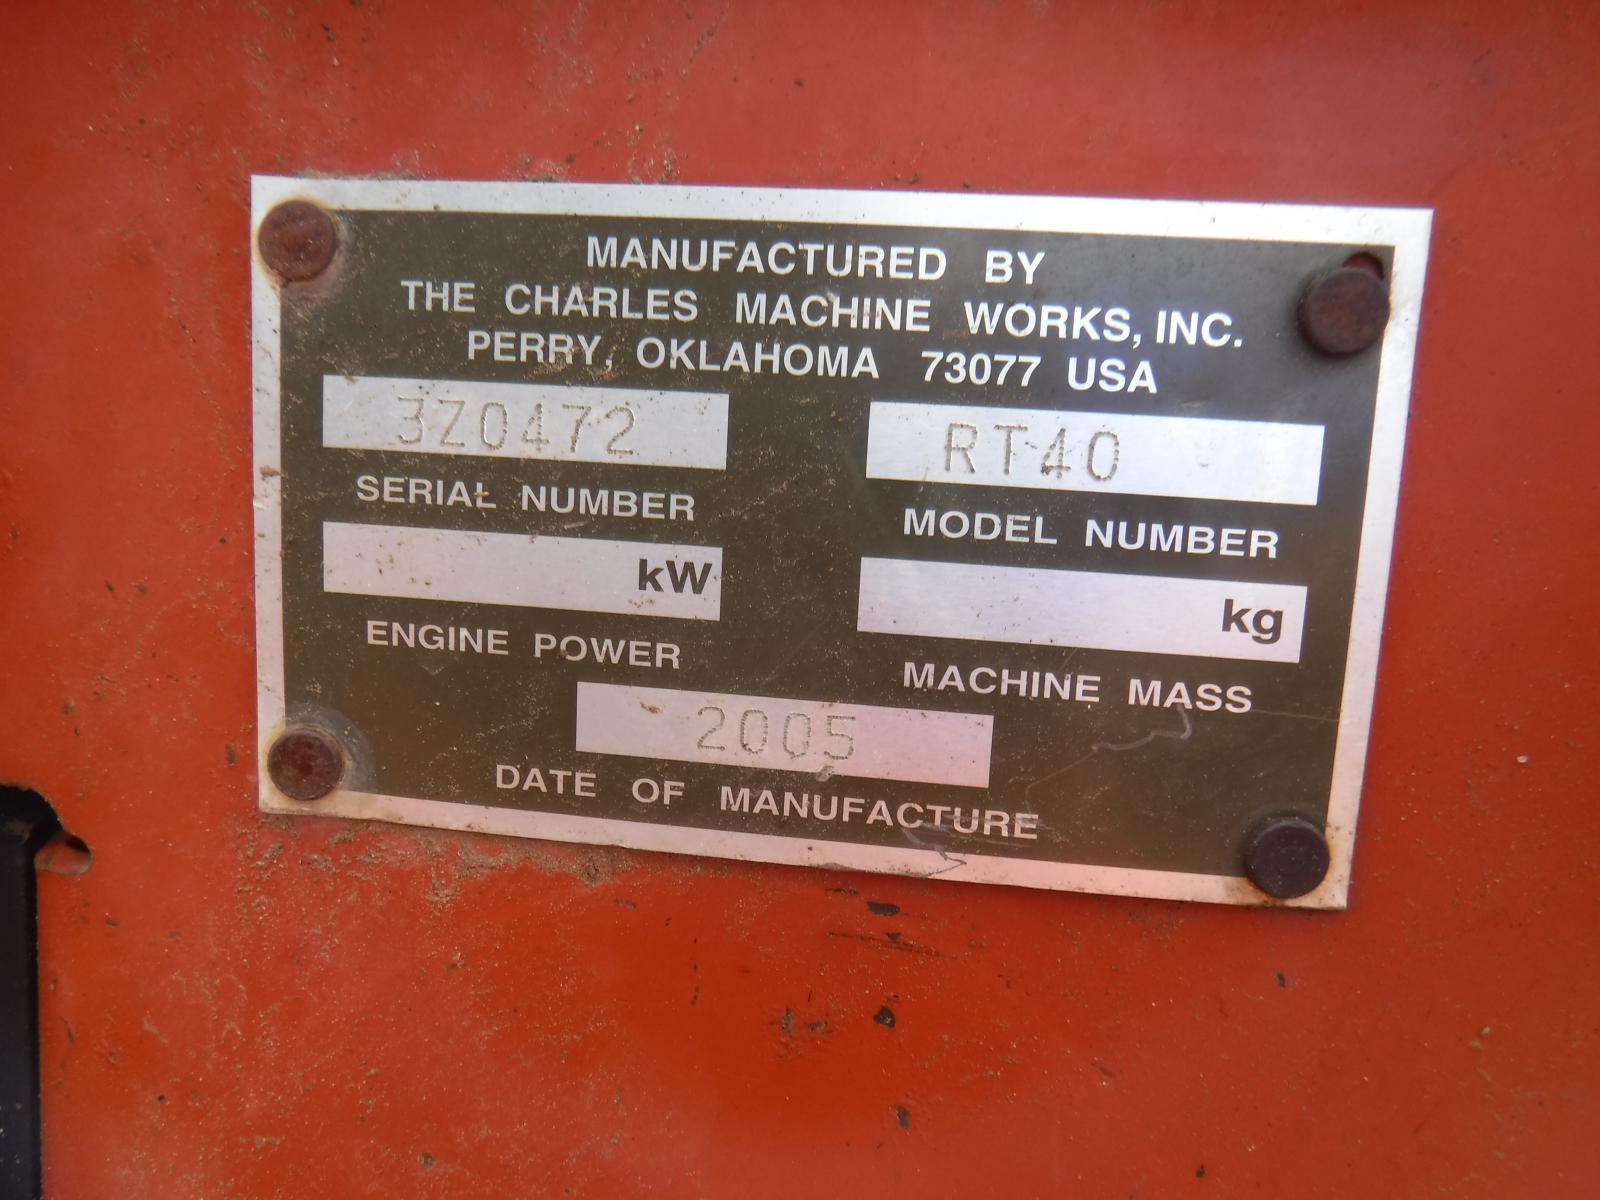 MANUFACTURED BY
THE CHARLES MACHINE WORKS, INC.
PERRY, OKLAHOMA 73077 USA
3Z0472 RT40
SERIAL NUMBER MODEL NUMBER
kW kg
ENGINE POWER MACHINE MASS
2005
DATE OF MANUFACTURE